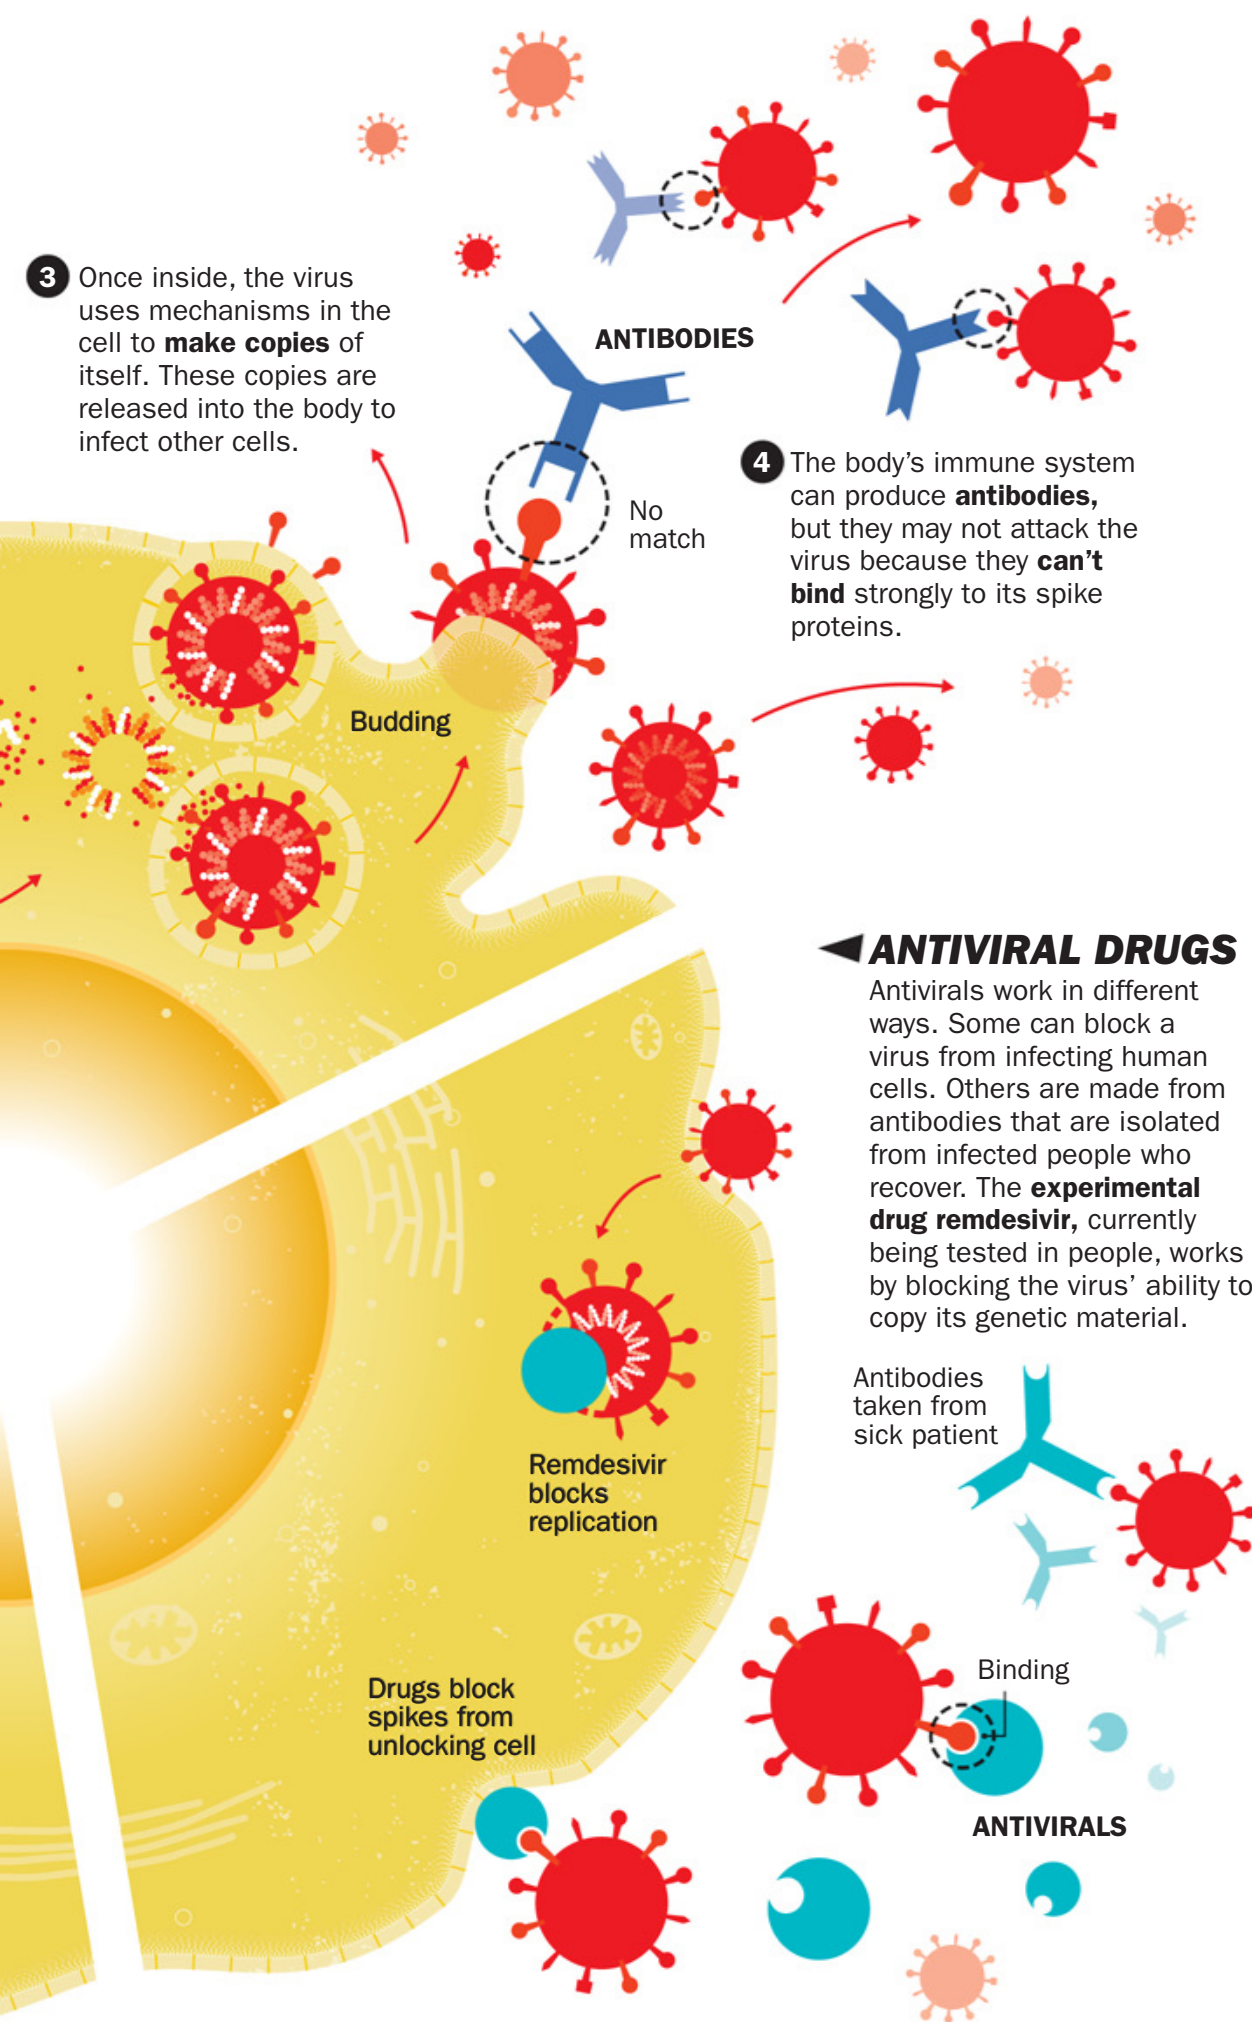 3 Once inside, the virus
uses mechanisms in the
cell to make copies of
itself. These copies are
released into the body to
infect other cells.
ANTIBODIES
No
match
4 The body’s immune system
can produce antibodies,
but they may not attack the
virus because they can’t
bind strongly to its spike
proteins.
Budding
ANTIVIRAL DRUGS
Antivirals work in different
ways. Some can block a
virus from infecting human
cells. Others are made from
antibodies that are isolated
from infected people who
recover. The experimental
drug remdesivir, currently
being tested in people, works
by blocking the virus’ ability to
copy its genetic material.
Antibodies
taken from
sick patient
Remdesivir
blocks
replication
Binding
Drugs block
spikes from
unlocking cell
ANTIVIRALS